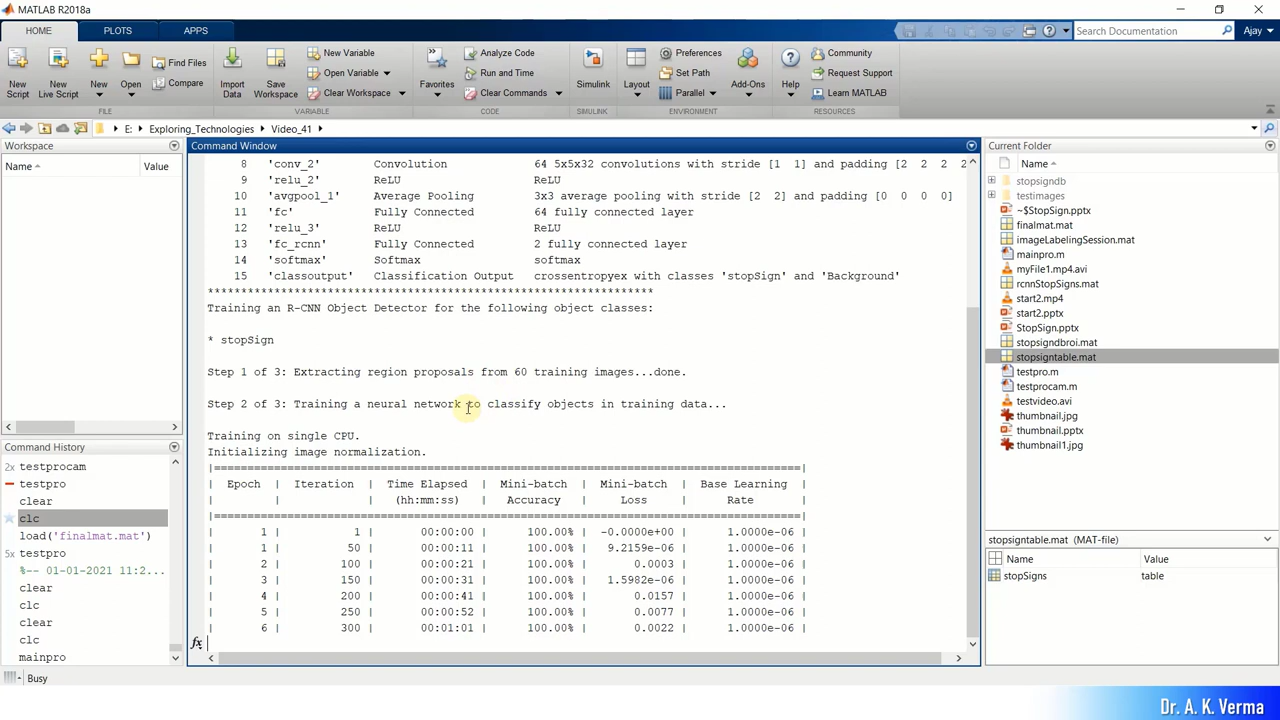 MATLAB R2018a
HOME PLOTS APPS
Search Documentation Ajay
New Script
New Live Script
New
Open
Find Files
Compare
Import Data
Save Workspace
New Variable
Open Variable
Clear Workspace
Favorites
Analyze Code
Run and Time
Clear Commands
Simulink
Layout
Preferences
Set Path
Parallel
Add-Ons
Help
Community
Request Support
Learn MATLAB
FILE VARIABLE CODE SIMULINK ENVIRONMENT RESOURCES
E: Exploring_Technologies Video_41
Workspace
Name Value
Command History
2x testprocam
testpro
clear
clc
load('finalmat.mat')
5x testpro
%-- 01-01-2021 11:2...
clear
clc
clear
clc
mainpro
Command Window
8 'conv_2' Convolution 64 5x5x32 convolutions with stride [1 1] and padding [2 2 2 2
9 'relu_2' ReLU ReLU
10 'avgpool_1' Average Pooling 3x3 average pooling with stride [2 2] and padding [0 0 0 0]
11 'fc' Fully Connected 64 fully connected layer
12 'relu_3' ReLU ReLU
13 'fc_rcnn' Fully Connected 2 fully connected layer
14 'softmax' Softmax softmax
15 'classoutput' Classification Output crossentropyex with classes 'stopSign' and 'Background'
*******************************************************************
Training an R-CNN Object Detector for the following object classes:
* stopSign
Step 1 of 3: Extracting region proposals from 60 training images...done.
Step 2 of 3: Training a neural network to classify objects in training data...
Training on single CPU.
Initializing image normalization.
|=========================================================================================|
| Epoch | Iteration | Time Elapsed | Mini-batch | Mini-batch | Base Learning |
| | | (hh:mm:ss) | Accuracy | Loss | Rate |
|=========================================================================================|
| 1 | 1 | 00:00:00 | 100.00% | -0.0000e+00 | 1.0000e-06 |
| 1 | 50 | 00:00:11 | 100.00% | 9.2159e-06 | 1.0000e-06 |
| 2 | 100 | 00:00:21 | 100.00% | 0.0003 | 1.0000e-06 |
| 3 | 150 | 00:00:31 | 100.00% | 1.5982e-06 | 1.0000e-06 |
| 4 | 200 | 00:00:41 | 100.00% | 0.0157 | 1.0000e-06 |
| 5 | 250 | 00:00:52 | 100.00% | 0.0077 | 1.0000e-06 |
| 6 | 300 | 00:01:01 | 100.00% | 0.0022 | 1.0000e-06 |
fx
Current Folder
Name
stopsigndb
testimages
~$StopSign.pptx
finalmat.mat
imageLabelingSession.mat
mainpro.m
myFile1.mp4.avi
rcnnStopSigns.mat
start2.mp4
start2.pptx
StopSign.pptx
stopsigndbroi.mat
stopsigntable.mat
testpro.m
testprocam.m
testvideo.avi
thumbnail.jpg
thumbnail.pptx
thumbnail1.jpg
stopsigntable.mat (MAT-file)
Name Value
stopSigns table
Busy
Dr. A. K. Verma